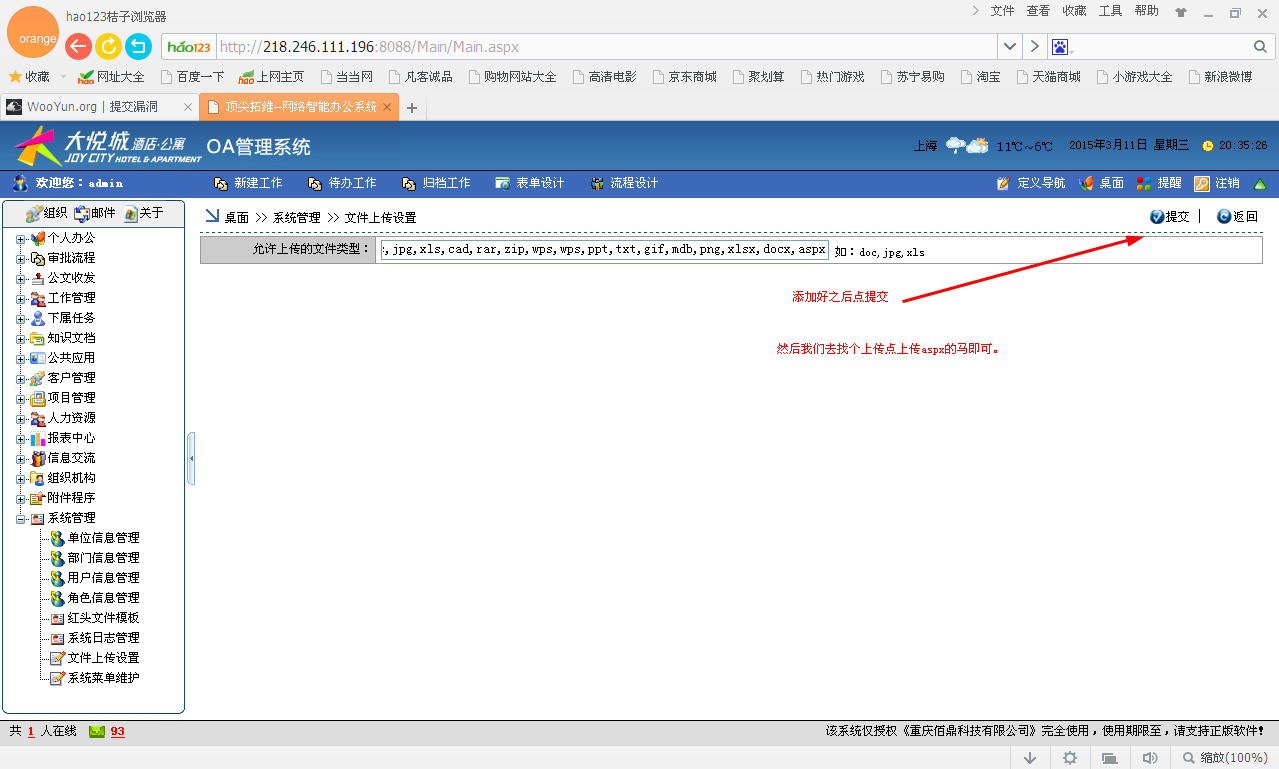 hao123桔子浏览器
文件 查看 收藏 工具 帮助
orange
hao123 http://218.246.111.196:8088/Main/Main.aspx
收藏 网址大全 百度一下 上网主页 当当网 凡客诚品 购物网站大全 高清电影 京东商城 聚划算 热门游戏 苏宁易购 淘宝 天猫商城 小游戏大全 新浪微博
WooYun.org | 提交漏洞 顶尖拓维--网络智能办公系统
大悦城 酒店·公寓 OA管理系统
JOY CITY HOTEL & APARTMENT
上海 11℃~6℃ 2015年3月11日 星期三 20:35:26
欢迎您：admin 新建工作 待办工作 归档工作 表单设计 流程设计 定义导航 桌面 提醒 注销
组织 邮件 关于
桌面 >> 系统管理 >> 文件上传设置 提交 | 返回
允许上传的文件类型： ,jpg,xls,cad,rar,zip,wps,wps,ppt,txt,gif,mdb,png,xlsx,docx,aspx 如：doc,jpg,xls
添加好之后点提交
然后我们去找个上传点上传aspx的马即可。
个人办公
审批流程
公文收发
工作管理
下属任务
知识文档
公共应用
客户管理
项目管理
人力资源
报表中心
信息交流
组织机构
附件程序
系统管理
单位信息管理
部门信息管理
用户信息管理
角色信息管理
红头文件模板
系统日志管理
文件上传设置
系统菜单维护
共 1 人在线 93 该系统仅授权《重庆佰鼎科技有限公司》完全使用，使用期限至，请支持正版软件！
缩放(100%)